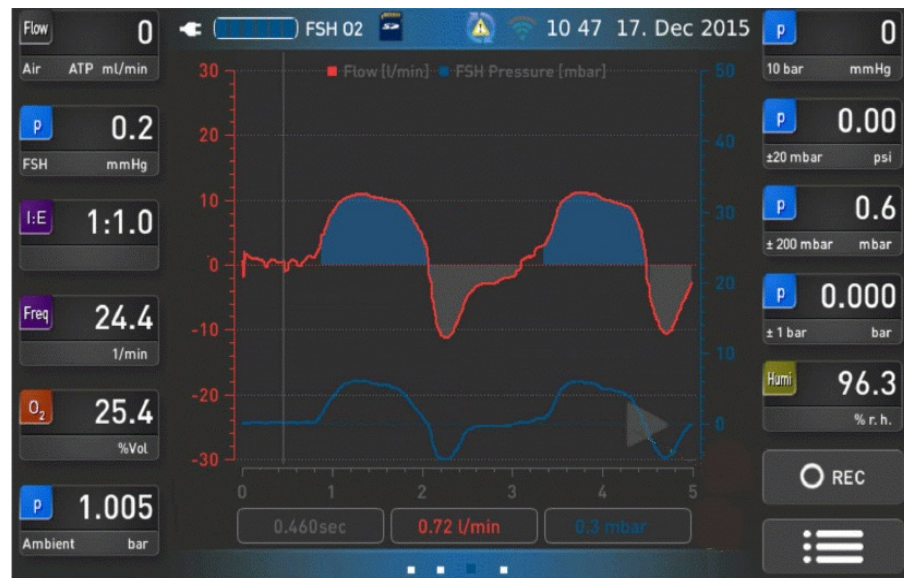 Flow 0
Air ATP ml/min
p 0.2
FSH mmHg
I:E 1:1.0
Freq 24.4
1/min
O2 25.4
%Vol
p 1.005
Ambient bar
FSH 02 10 47 17. Dec 2015
Flow [l/min] FSH Pressure [mbar]
30
20
10
0
-10
-20
-30
50
40
30
20
10
0
0 1 2 3 4 5
0.460sec 0.72 l/min 0.3 mbar
p 0
10 bar mmHg
p 0.00
±20 mbar psi
p 0.6
± 200 mbar mbar
p 0.000
± 1 bar bar
Humi 96.3
% r. h.
REC